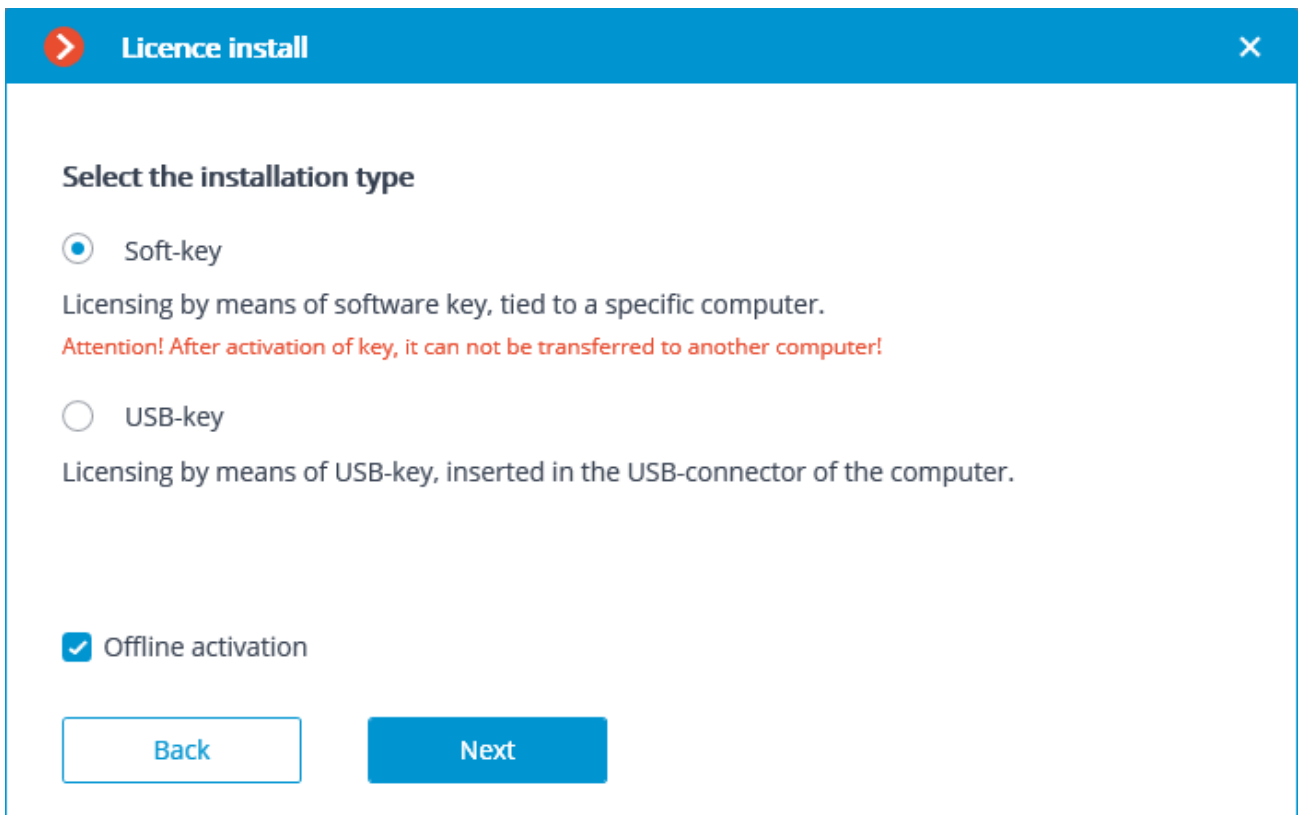 Licence install
Select the installation type
Soft-key
Licensing by means of software key, tied to a specific computer.
Attention! After activation of key, it can not be transferred to another computer!
USB-key
Licensing by means of USB-key, inserted in the USB-connector of the computer.
Offline activation
Back
Next